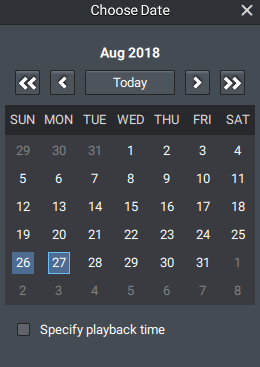 Choose Date
Aug 2018
Today
SUN MON TUE WED THU FRI SAT
29 30 31 1 2 3 4
5 6 7 8 9 10 11
12 13 14 15 16 17 18
19 20 21 22 23 24 25
26 27 28 29 30 31 1
2 3 4 5 6 7 8
Specify playback time